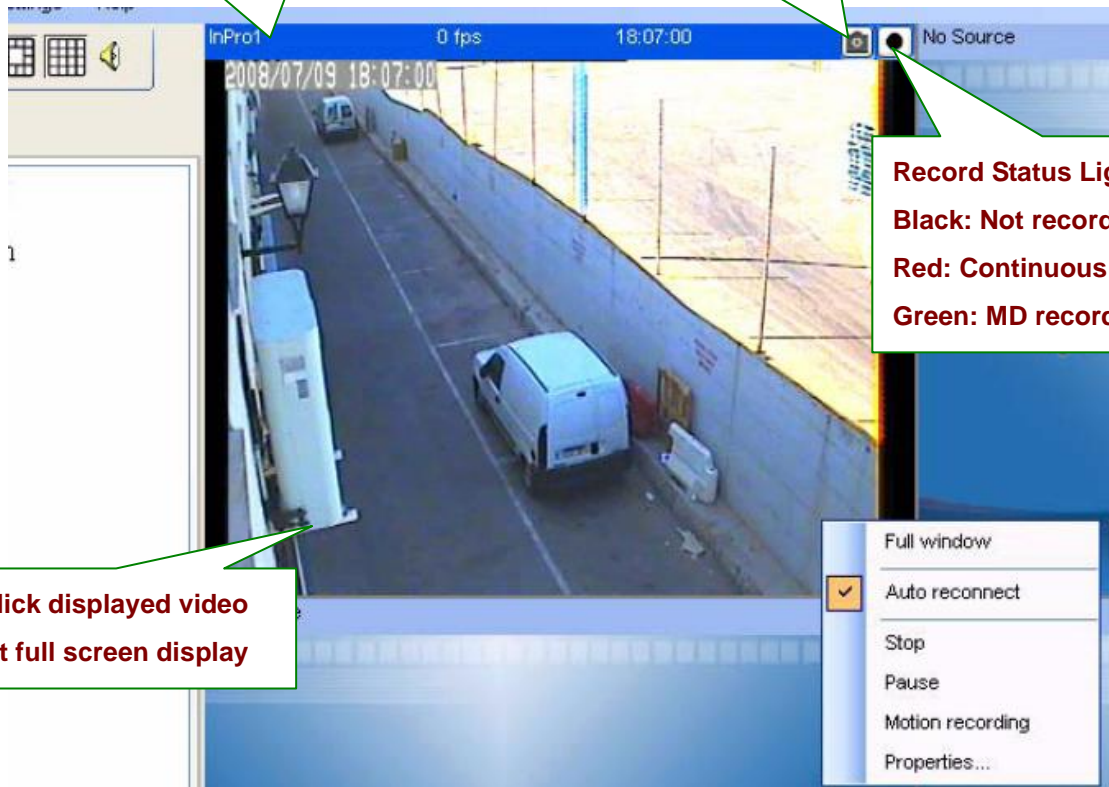 Help
InPro1 0 fps 18:07:00 No Source
2008/07/09 18:07:00
Record Status Lig
Black: Not record
Red: Continuous
Green: MD record
lick displayed video
t full screen display
Full window
Auto reconnect
Stop
Pause
Motion recording
Properties...